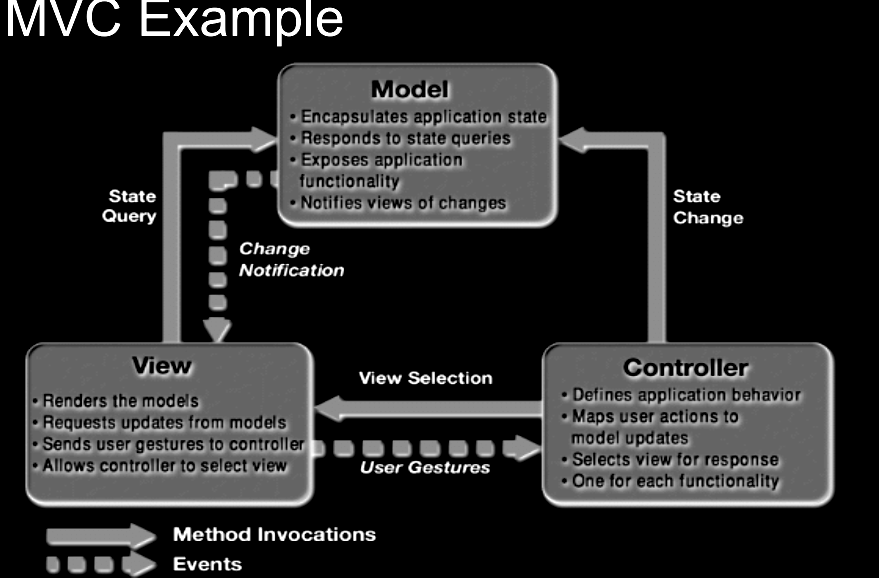 MVC Example
Model
• Encapsulates application state
• Responds to state queries
• Exposes application
functionality
• Notifies views of changes
State
Query
Change
Notification
State
Change
View
• Renders the models
• Requests updates from models
• Sends user gestures to controller
• Allows controller to select view
View Selection
User Gestures
Controller
• Defines application behavior
• Maps user actions to
model updates
• Selects view for response
• One for each functionality
Method Invocations
Events